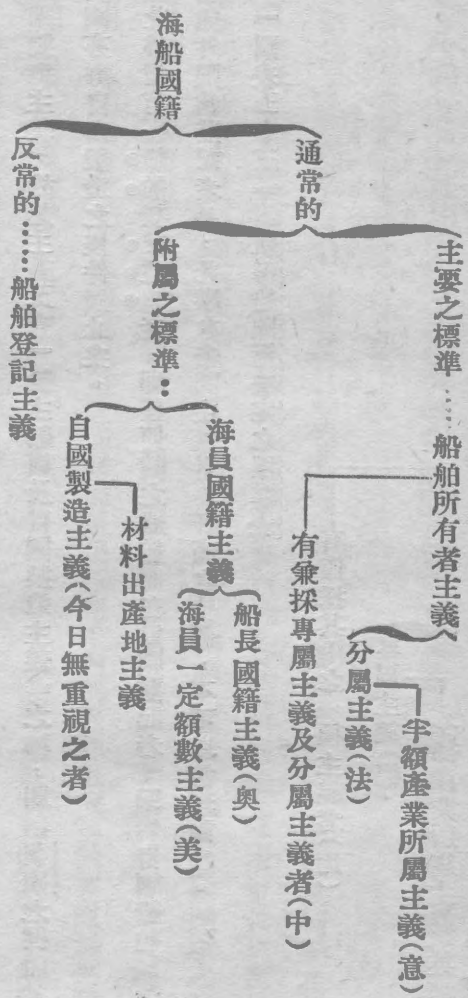 海船國籍
通常的
主要之標準……船舶所有者主義
半額產業所屬主義(意)
分屬主義(法)
有兼採專屬主義及分屬主義者(中)
附屬之標準：
海員國籍主義
船長國籍主義(奥)
海員一定額數主義(美)
材料出產地主義
自國製造主義(今日無重視之者)
反常的……船舶登記主義